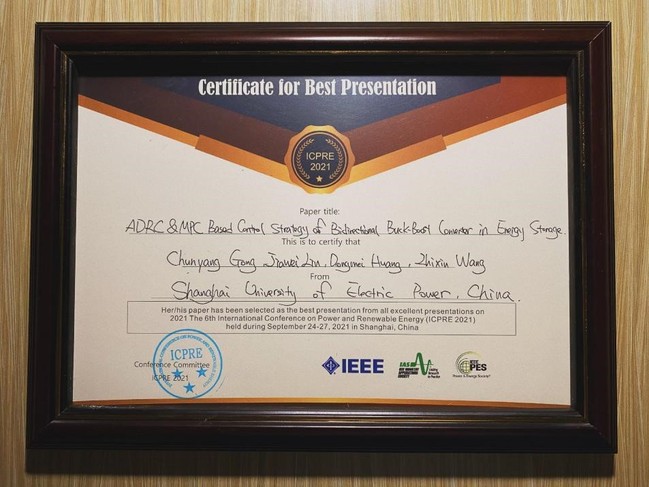 Certificate for Best Presentation
ICPRE
2021
Paper title:
ADRC & MPC Based Control Strategy of Bidirectional Buck-Boost Convertor in Energy Storage.
This is to certify that
Chunyang Gong, Jiawei Lin, Dongmei Huang, Zhixin Wang
From
Shanghai University of Electric Power, China.
Her/his paper has been selected as the best presentation from all excellent presentations on
2021 The 6th International Conference on Power and Renewable Energy (ICPRE 2021)
held during September 24-27, 2021 in Shanghai, China
ICPRE
Conference Committee
ICPRE 2021
IEEE
IAS
PES